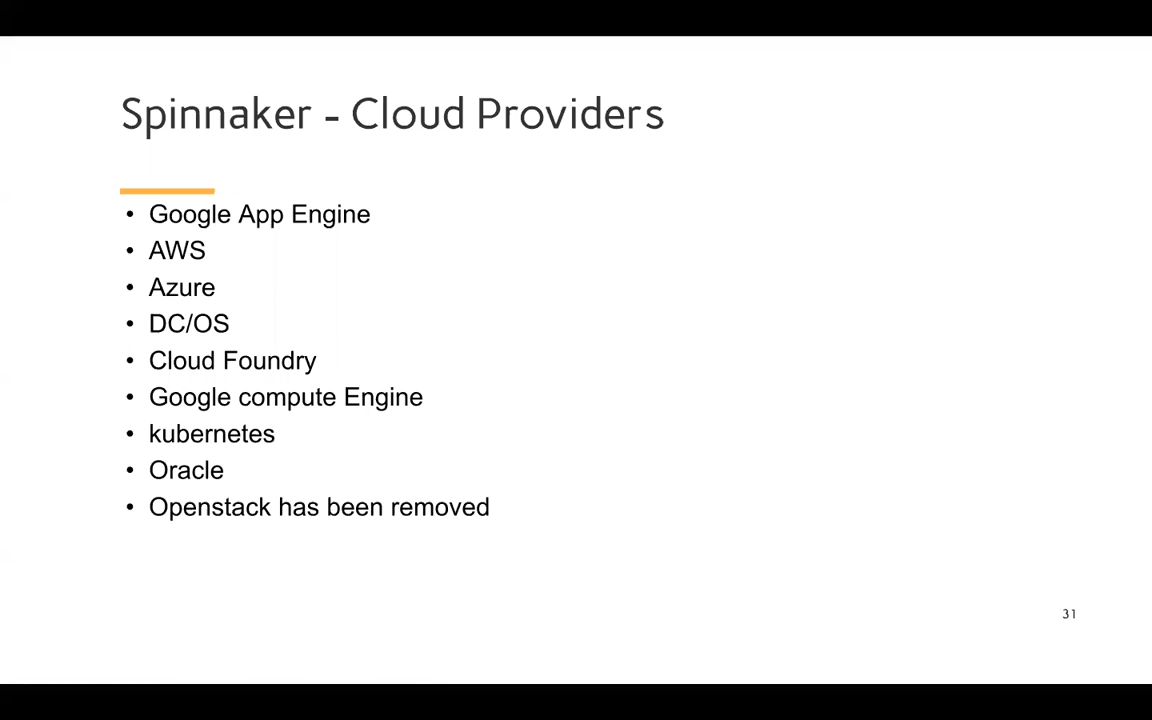 Spinnaker - Cloud Providers
• Google App Engine
• AWS
• Azure
• DC/OS
• Cloud Foundry
• Google compute Engine
• kubernetes
• Oracle
• Openstack has been removed
31